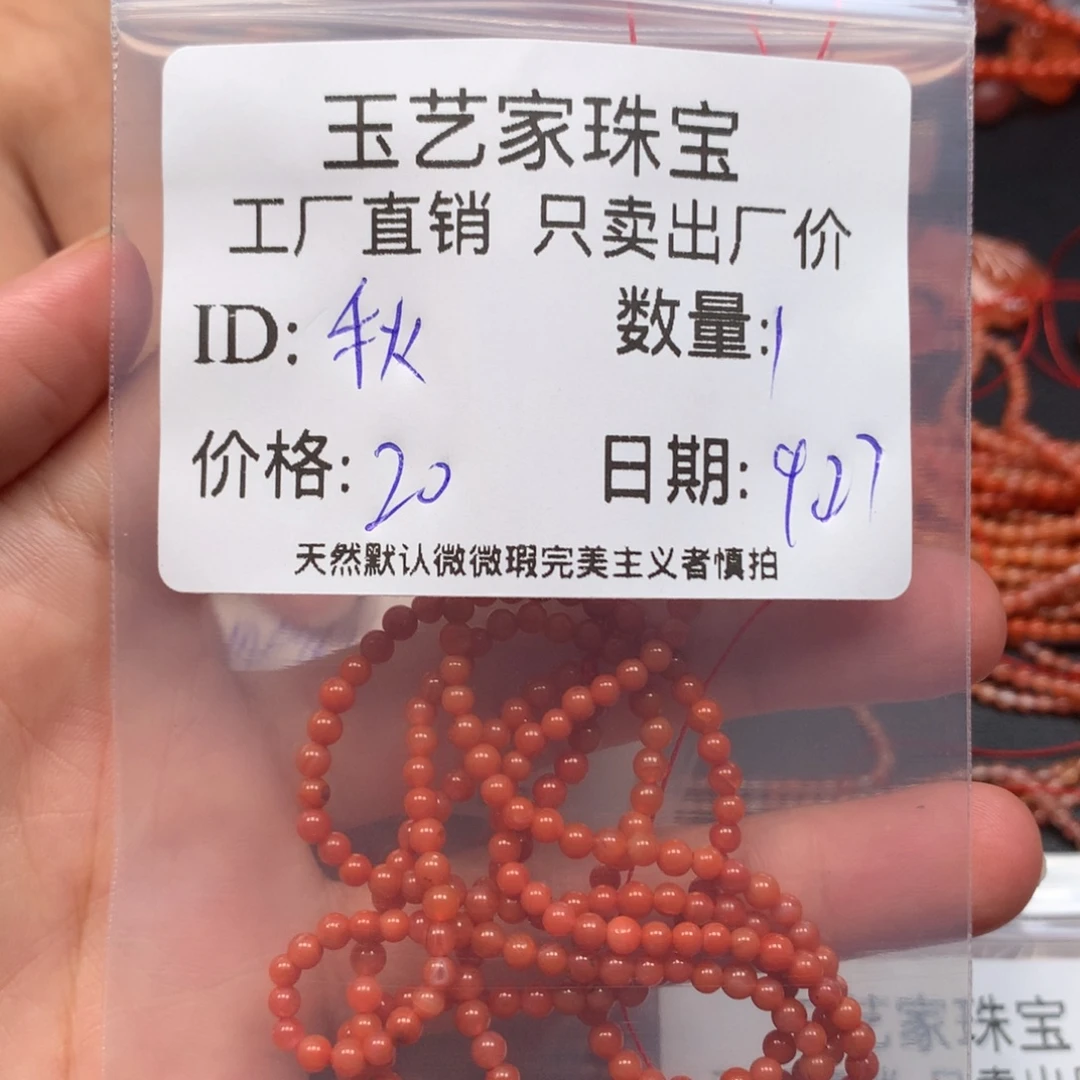 玉艺家珠宝
工厂直销 只卖出厂价
ID: 秋 数量:1
价格: 20 日期: 927
天然默认微微瑕完美主义者慎拍
艺家珠宝